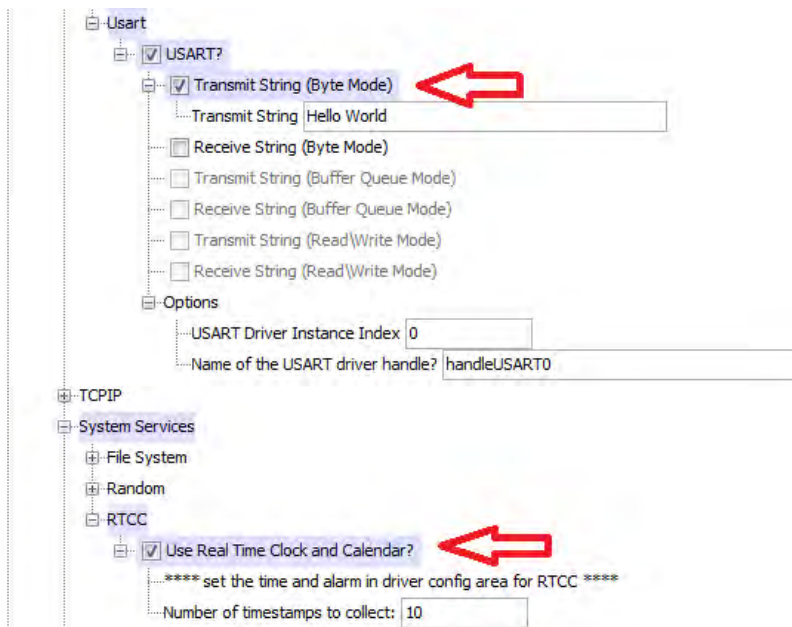 Usart
USART?
Transmit String (Byte Mode)
Transmit String Hello World
Receive String (Byte Mode)
Transmit String (Buffer Queue Mode)
Receive String (Buffer Queue Mode)
Transmit String (Read\Write Mode)
Receive String (Read\Write Mode)
Options
USART Driver Instance Index 0
Name of the USART driver handle? handleUSART0
TCPIP
System Services
File System
Random
RTCC
Use Real Time Clock and Calendar?
**** set the time and alarm in driver config area for RTCC ****
Number of timestamps to collect: 10